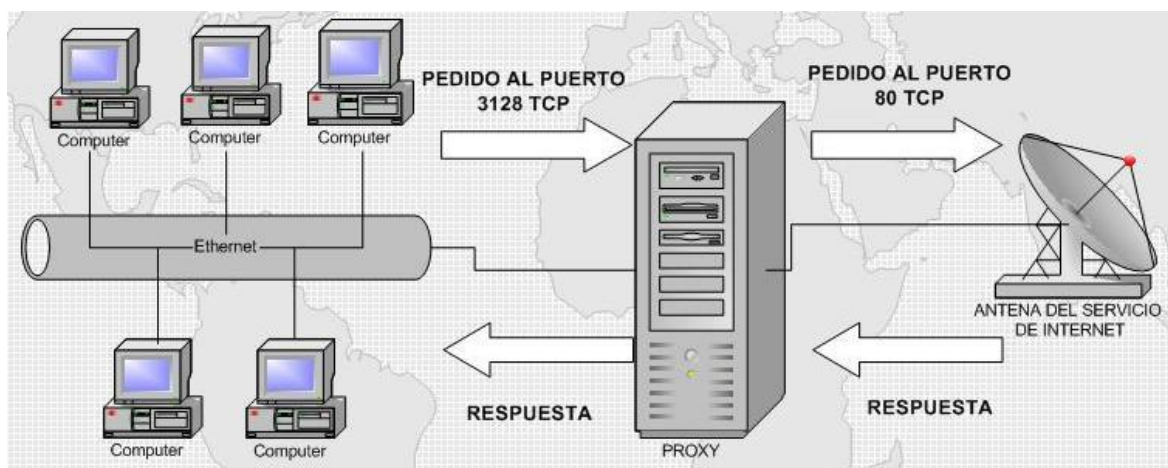 PEDIDO AL PUERTO
3128 TCP
PEDIDO AL PUERTO
80 TCP
Computer
Computer
Computer
Ethernet
ANTENA DEL SERVICIO
DE INTERNET
RESPUESTA
RESPUESTA
Computer
Computer
PROXY